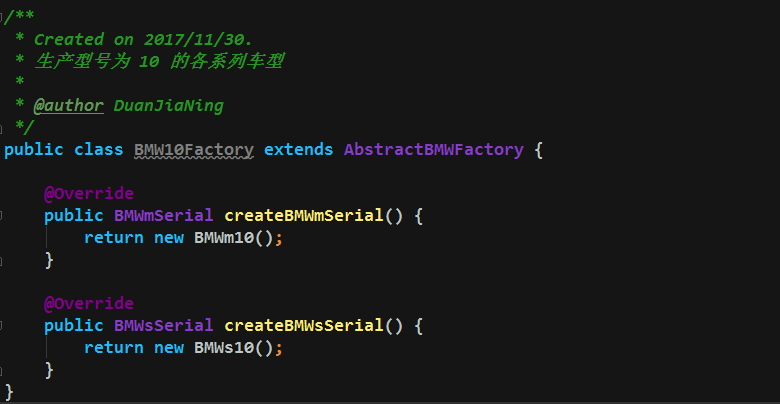 /**
 * Created on 2017/11/30.
 * 生产型号为 10 的各系列车型
 *
 * @author DuanJiaNing
 */
public class BMW10Factory extends AbstractBMWFactory {
    @Override
    public BMWmSerial createBMWmSerial() {
        return new BMWm10();
    }
    @Override
    public BMWsSerial createBMWsSerial() {
        return new BMWs10();
    }
}